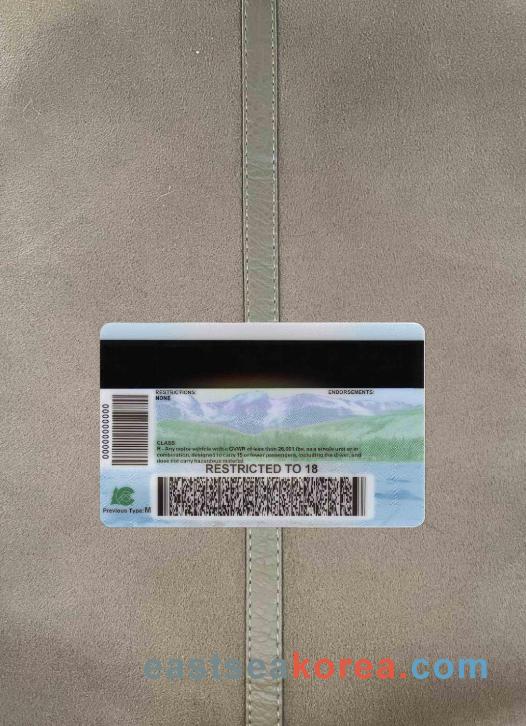 RESTRICTIONS:
NONE
ENDORSEMENTS:
00000000000
CLASS
R - Any motor vehicle with a GVWR of less than 26,001 lbs. as a single unit or in
combination, designed to carry 15 or fewer passengers, including the driver, and
does not carry hazardous material
RESTRICTED TO 18
Previous Type: M
eastseakorea.com